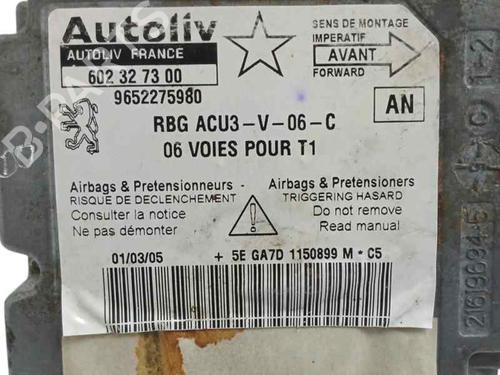 Autoliv
AUTOLIV FRANCE
602 32 73 00
9652275980
SENS DE MONTAGE
IMPERATIF
AVANT
FORWARD
AN
RBG ACU3-V-06-C
06 VOIES POUR T1
Airbags & Pretensionneurs
RISQUE DE DECLENCHEMENT
Consulter la notice
Ne pas démonter
Airbags & Pretensioners
TRIGGERING HASARD
Do not remove
Read manual
01/03/05 + 5E GA7D 1150899 M * C5